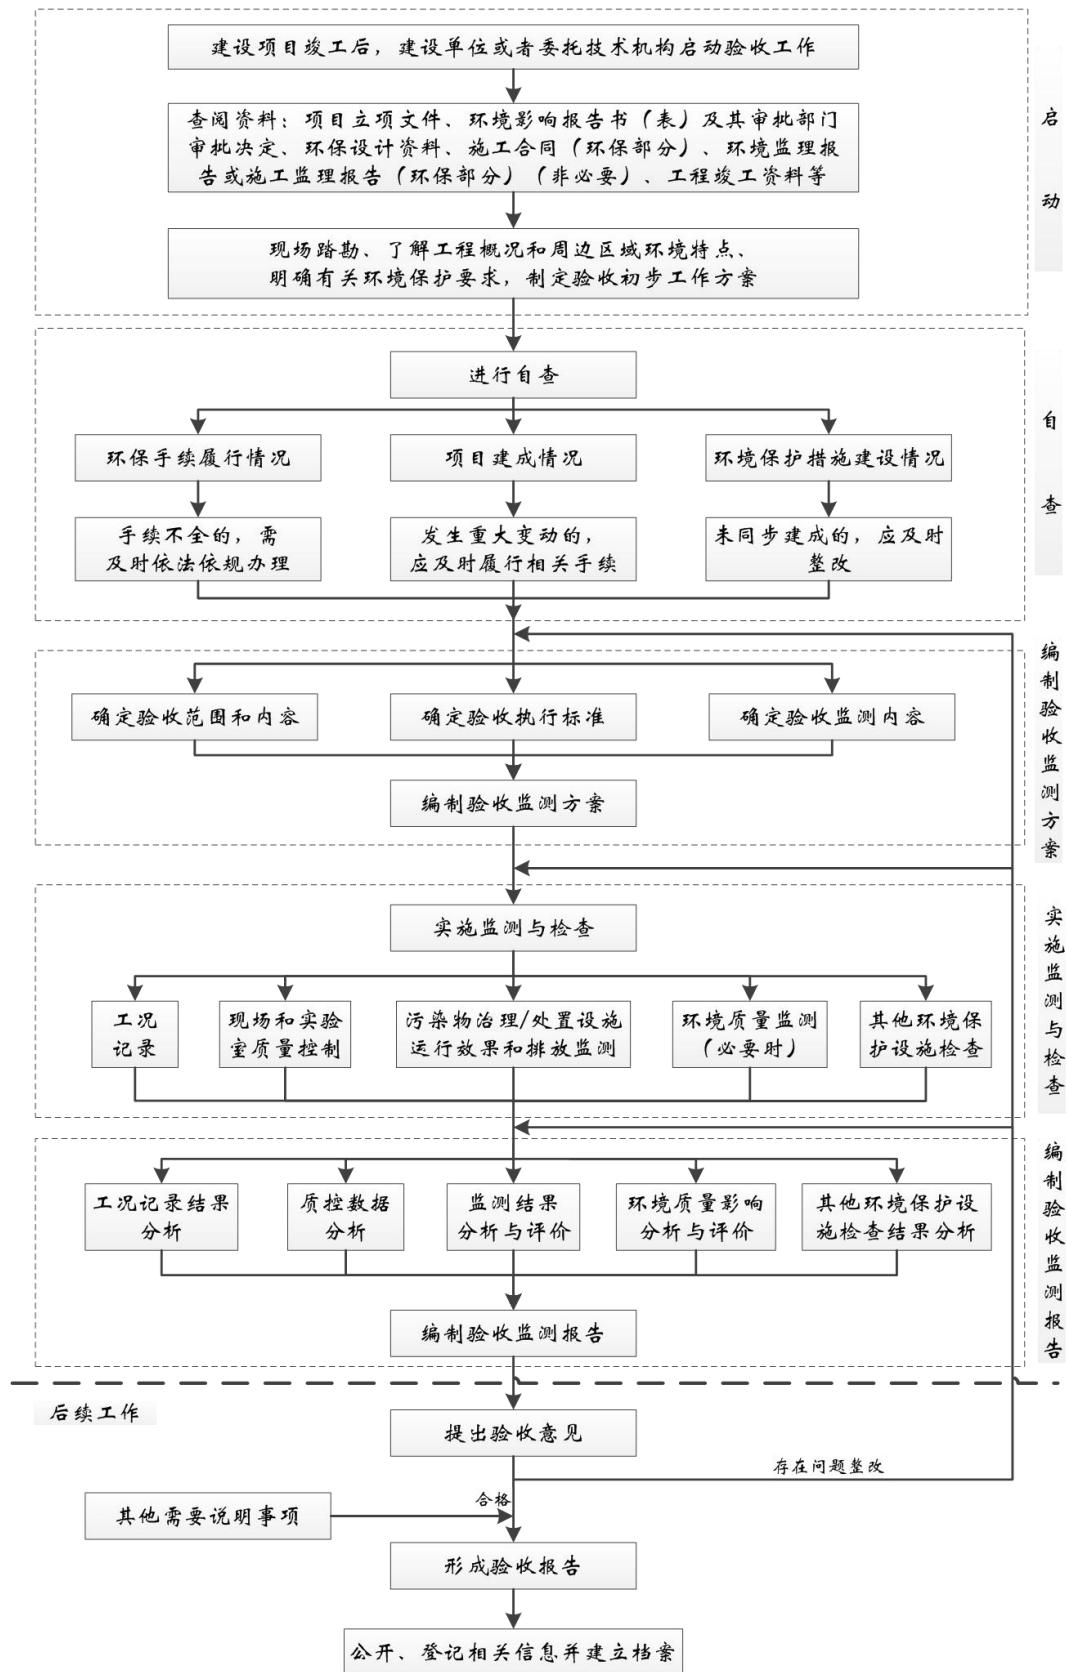 建设项目竣工后，建设单位或者委托技术机构启动验收工作
查阅资料：项目立项文件、环境影响报告书（表）及其审批部门
审批决定、环保设计资料、施工合同（环保部分）、环境监理报
告或施工监理报告（环保部分）（非必要）、工程竣工资料等
现场踏勘、了解工程概况和周边区域环境特点、
明确有关环境保护要求，制定验收初步工作方案
启动
进行自查
环保手续履行情况
项目建成情况
环境保护措施建设情况
手续不全的，需
及时依法依规办理
发生重大变动的，
应及时履行相关手续
未同步建成的，应及时
整改
自查
确定验收范围和内容
确定验收执行标准
确定验收监测内容
编制验收监测方案
编制验收监测方案
实施监测与检查
工况
记录
现场和实验
室质量控制
污染物治理/处置设施
运行效果和排放监测
环境质量监测
（必要时）
其他环境保
护设施检查
实施监测与检查
工况记录结果
分析
质控数据
分析
监测结果
分析与评价
环境质量影响
分析与评价
其他环境保护设
施检查结果分析
编制验收监测报告
编制验收监测报告
后续工作
提出验收意见
存在问题整改
合格
其他需要说明事项
形成验收报告
公开、登记相关信息并建立档案